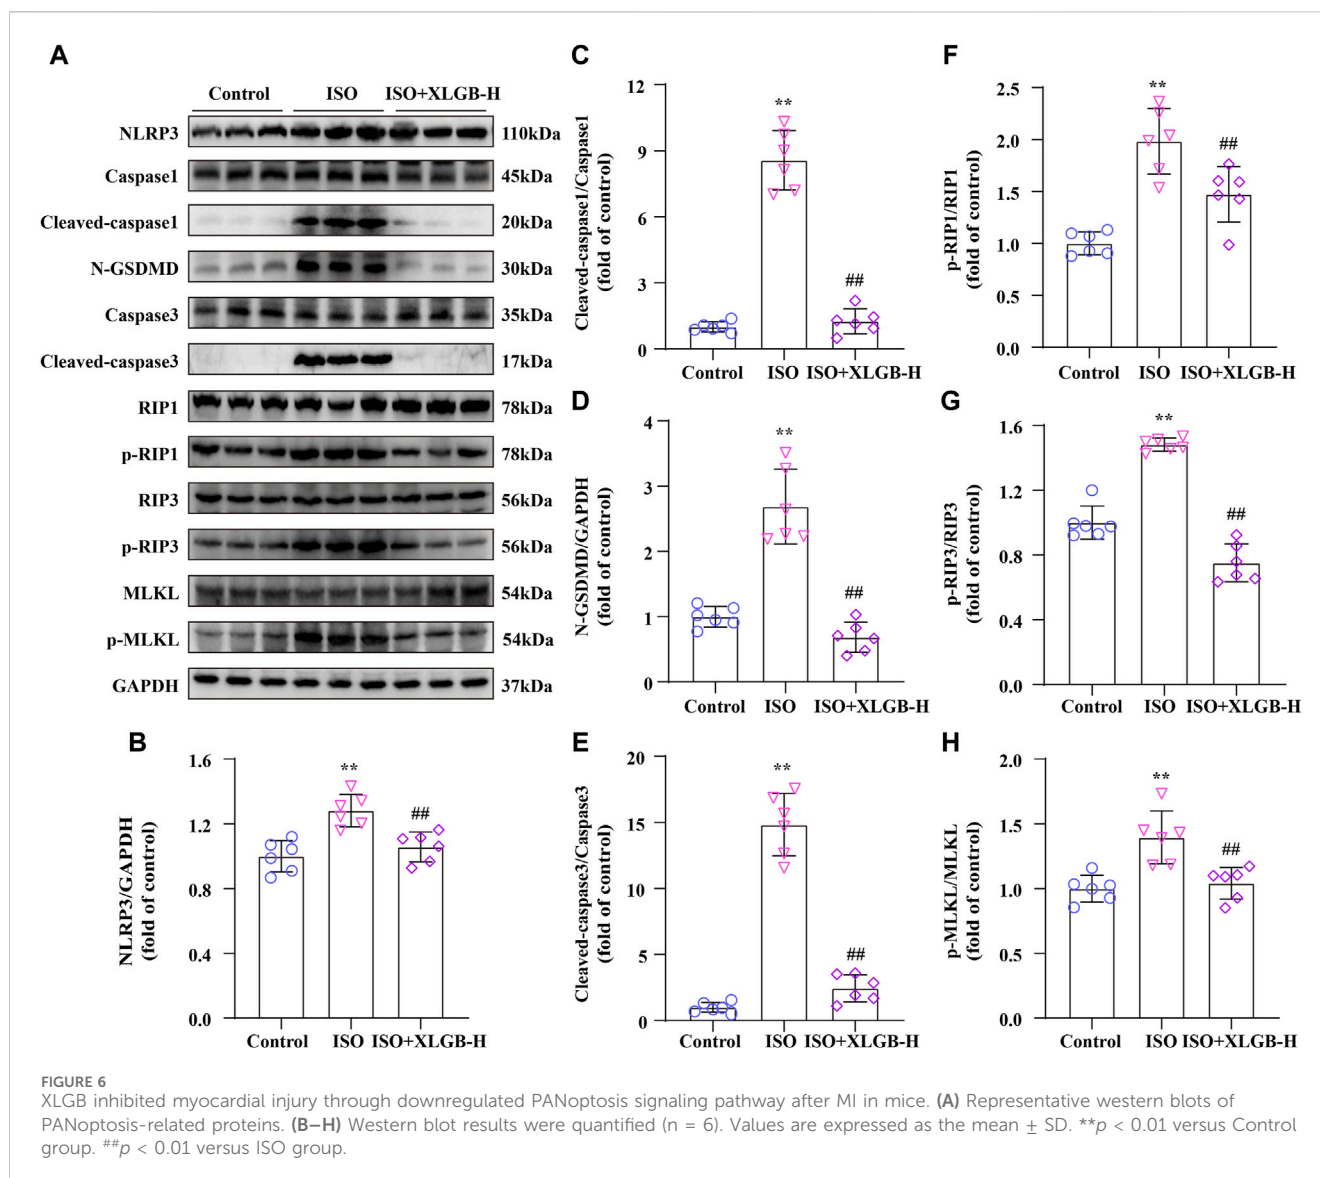 A
Control ISO ISO+XLGB-H
NLRP3 110kDa
Caspase1 45kDa
Cleaved-caspase1 20kDa
N-GSDMD 30kDa
Caspase3 35kDa
Cleaved-caspase3 17kDa
RIP1 78kDa
p-RIP1 78kDa
RIP3 56kDa
p-RIP3 56kDa
MLKL 54kDa
p-MLKL 54kDa
GAPDH 37kDa
B
NLRP3/GAPDH
(fold of control)
1.6
1.2
0.8
0.4
0.0
**
##
Control ISO ISO+XLGB-H
C
Cleaved-caspase1/Caspase1
(fold of control)
12
9
6
3
0
**
##
Control ISO ISO+XLGB-H
D
N-GSDMD/GAPDH
(fold of control)
4
3
2
1
0
**
##
Control ISO ISO+XLGB-H
E
Cleaved-caspase3/Caspase3
(fold of control)
20
15
10
5
0
**
##
Control ISO ISO+XLGB-H
F
p-RIP1/RIP1
(fold of control)
2.5
2.0
1.5
1.0
0.5
0.0
**
##
Control ISO ISO+XLGB-H
G
p-RIP3/RIP3
(fold of control)
1.6
1.2
0.8
0.4
0.0
**
##
Control ISO ISO+XLGB-H
H
p-MLKL/MLKL
(fold of control)
2.0
1.5
1.0
0.5
0.0
**
##
Control ISO ISO+XLGB-H
FIGURE 6
XLGB inhibited myocardial injury through downregulated PANoptosis signaling pathway after MI in mice. (A) Representative western blots of
PANoptosis-related proteins. (B–H) Western blot results were quantified (n = 6). Values are expressed as the mean ± SD. **p < 0.01 versus Control
group. ##p < 0.01 versus ISO group.